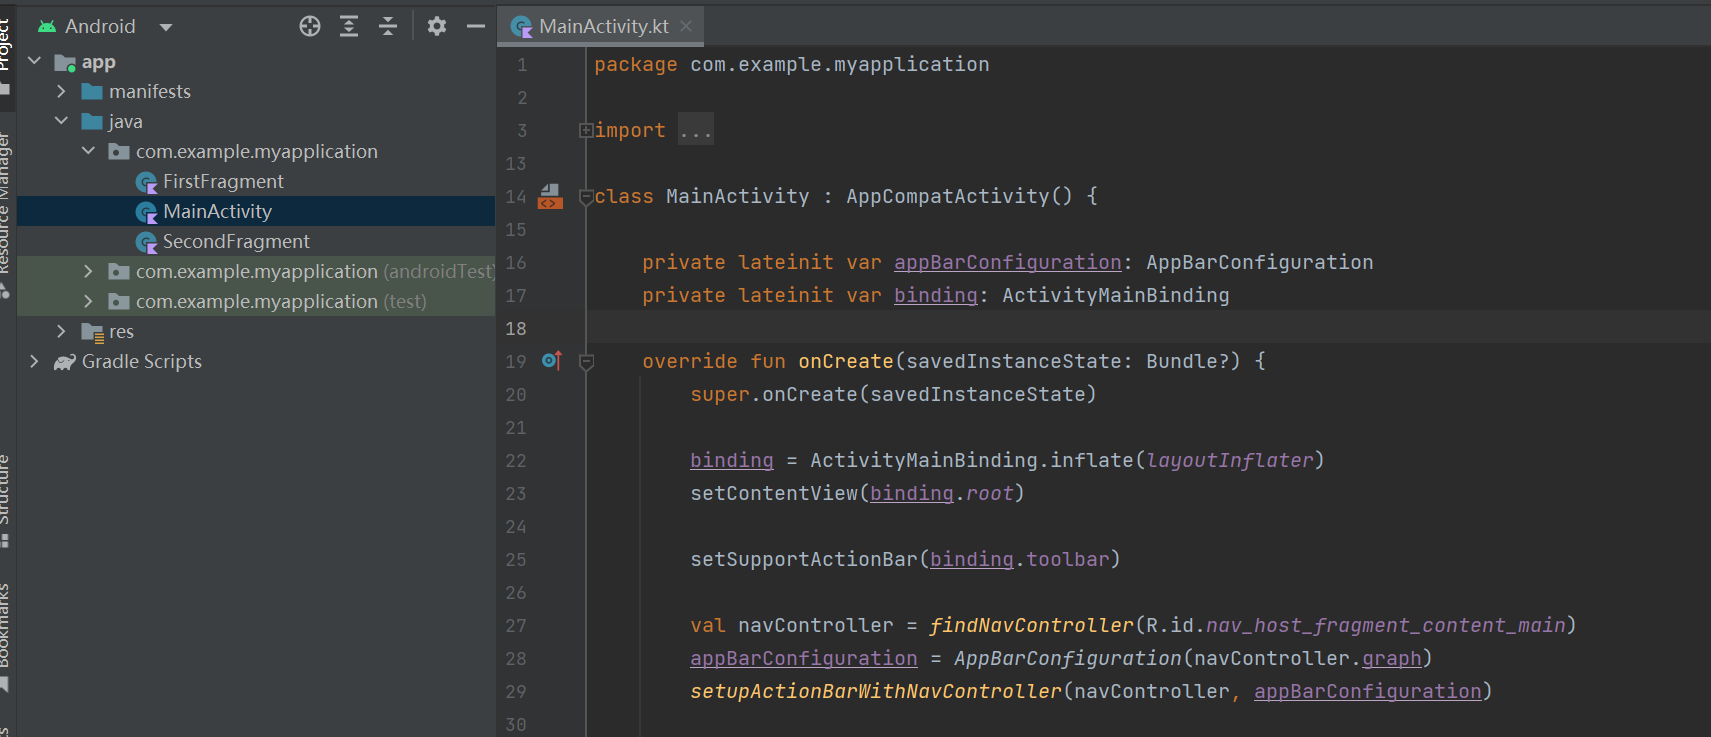 Project
Resource Manager
Structure
Bookmarks
Android
app
manifests
java
com.example.myapplication
FirstFragment
MainActivity
SecondFragment
com.example.myapplication (androidTest)
com.example.myapplication (test)
res
Gradle Scripts
MainActivity.kt
1 package com.example.myapplication
2
3 import ...
13
14 class MainActivity : AppCompatActivity() {
15
16 private lateinit var appBarConfiguration: AppBarConfiguration
17 private lateinit var binding: ActivityMainBinding
18
19 override fun onCreate(savedInstanceState: Bundle?) {
20 super.onCreate(savedInstanceState)
21
22 binding = ActivityMainBinding.inflate(layoutInflater)
23 setContentView(binding.root)
24
25 setSupportActionBar(binding.toolbar)
26
27 val navController = findNavController(R.id.nav_host_fragment_content_main)
28 appBarConfiguration = AppBarConfiguration(navController.graph)
29 setupActionBarWithNavController(navController, appBarConfiguration)
30